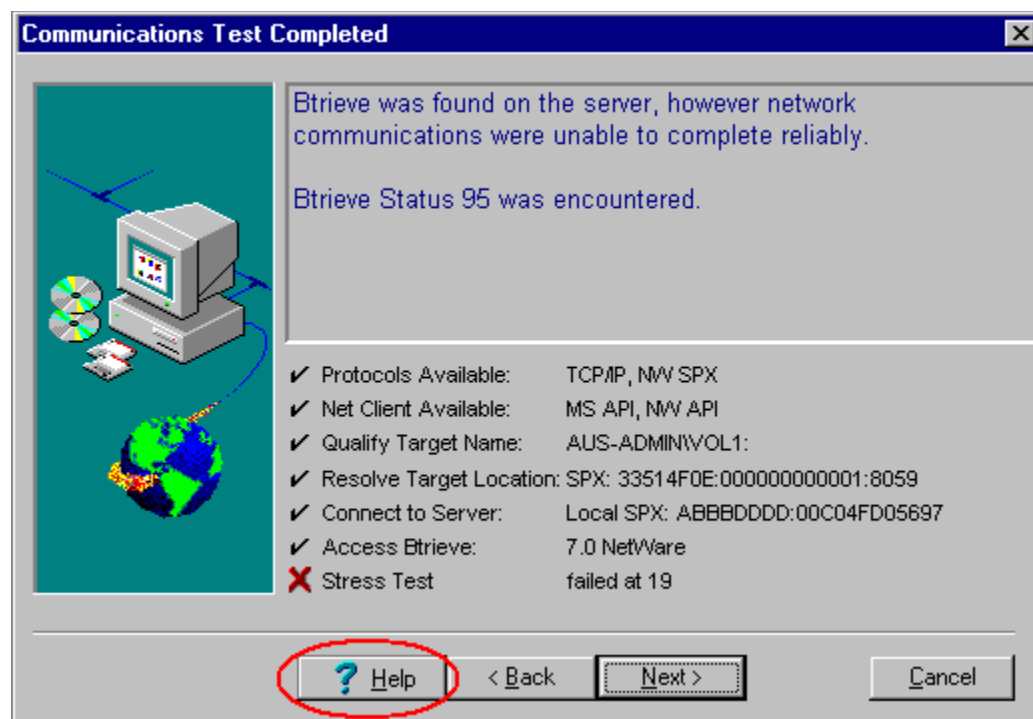 Communications Test Completed
Btrieve was found on the server, however network
communications were unable to complete reliably.
Btrieve Status 95 was encountered.
✔ Protocols Available: TCP/IP, NW SPX
✔ Net Client Available: MS API, NW API
✔ Qualify Target Name: AUS-ADMIN\VOL1:
✔ Resolve Target Location: SPX: 33514F0E:000000000001:8059
✔ Connect to Server: Local SPX: ABBBDDDD:00C04FD05697
✔ Access Btrieve: 7.0 NetWare
✘ Stress Test failed at 19
? Help < Back Next > Cancel